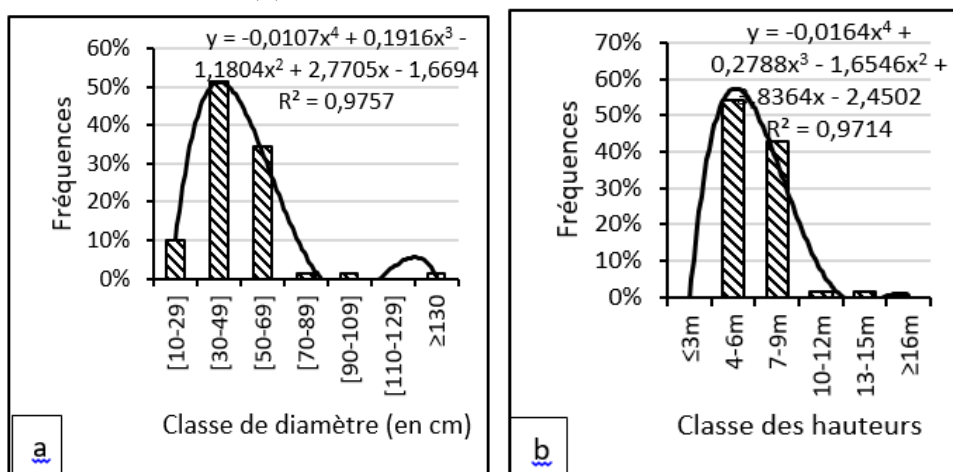 y = -0,0107x⁴ + 0,1916x³ -
1,1804x² + 2,7705x - 1,6694
R² = 0,9757
60%
50%
40%
30%
20%
10%
0%
Fréquences
[10-29]
[30-49]
[50-69]
[70-89]
[90-109]
[110-129]
≥130
Classe de diamètre (en cm)
a
y = -0,0164x⁴ +
0,2788x³ - 1,6546x² +
,8364x - 2,4502
R² = 0,9714
70%
60%
50%
40%
30%
20%
10%
0%
Fréquences
≤3m
4-6m
7-9m
10-12m
13-15m
≥16m
Classe des hauteurs
b